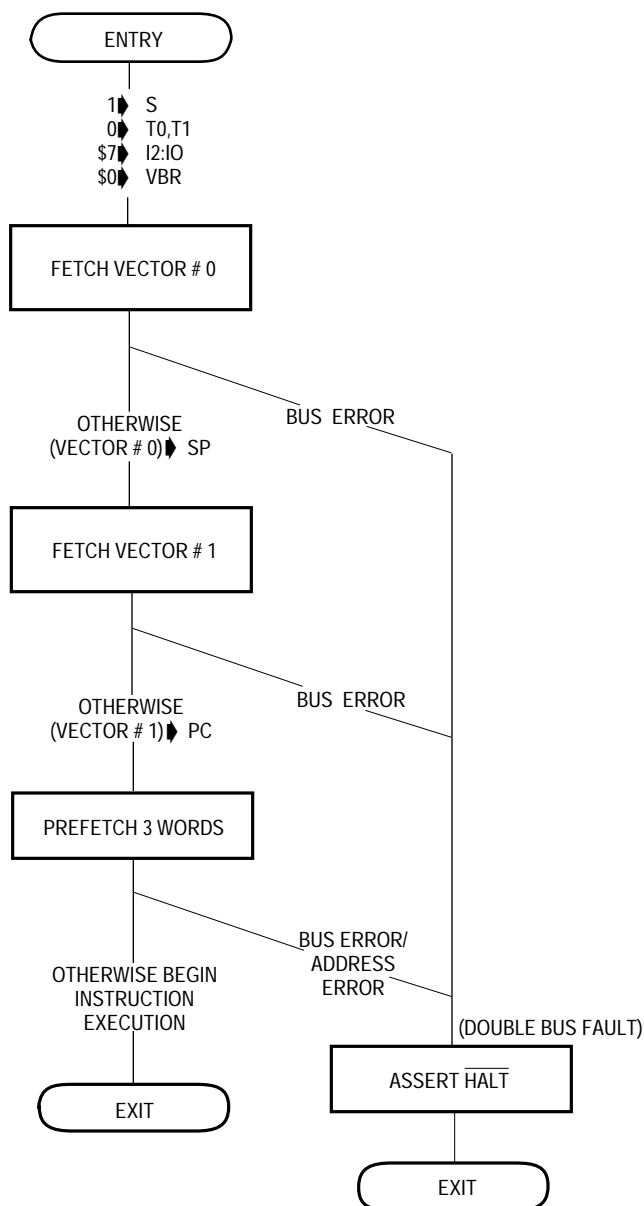 ENTRY
1 S
0 T0,T1
$7 I2:IO
$0 VBR
FETCH VECTOR # 0
BUS ERROR
OTHERWISE
(VECTOR # 0) SP
FETCH VECTOR # 1
BUS ERROR
OTHERWISE
(VECTOR # 1) PC
PREFETCH 3 WORDS
BUS ERROR/
ADDRESS
ERROR
OTHERWISE BEGIN
INSTRUCTION
EXECUTION
(DOUBLE BUS FAULT)
ASSERT HALT
EXIT
EXIT